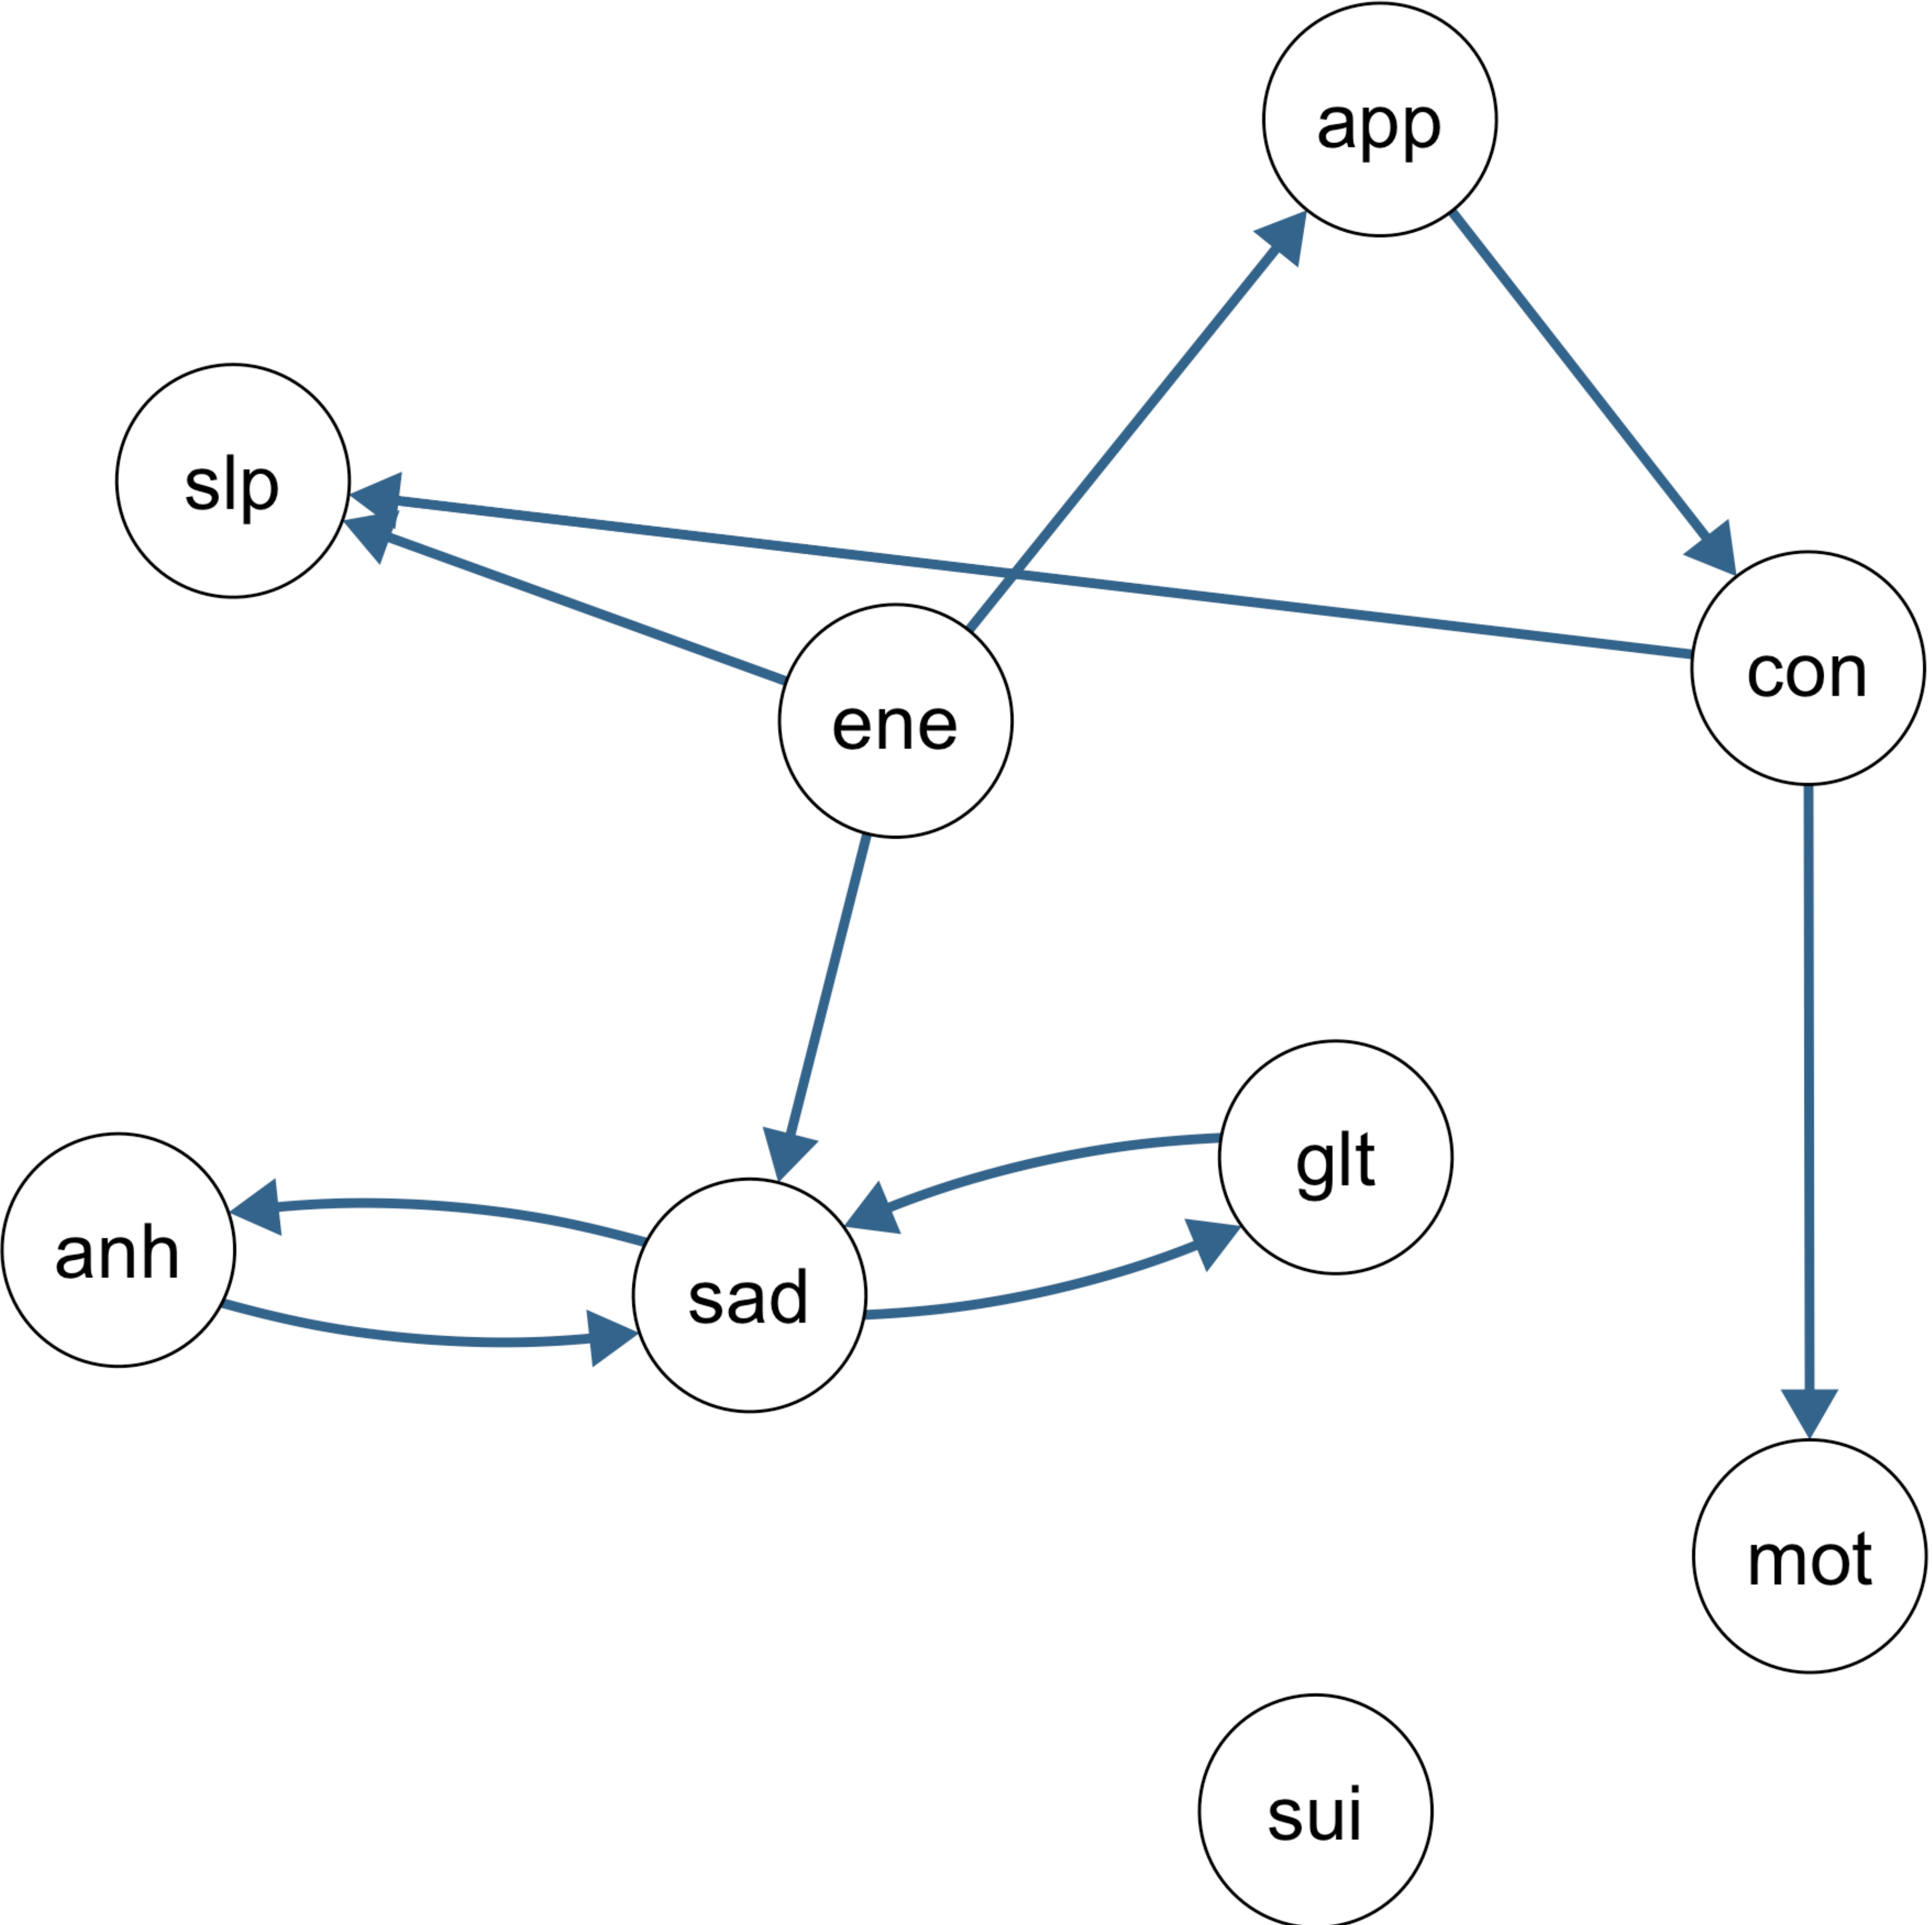 app
slp
con
ene
glt
anh
sad
mot
sui